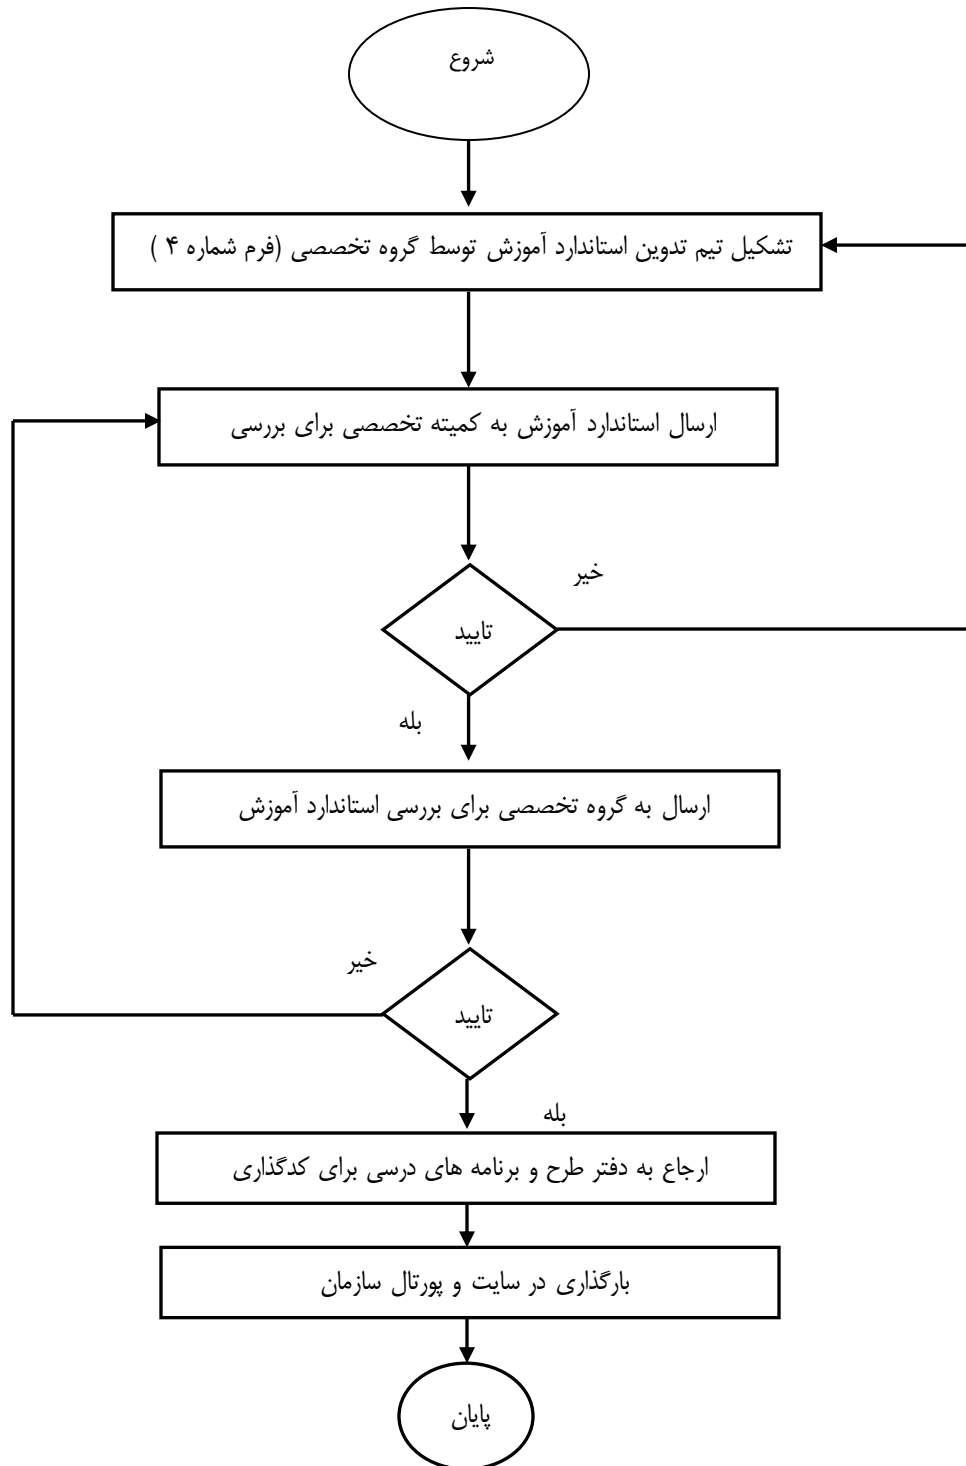 شروع
تشکیل تیم تدوین استاندارد آموزش توسط گروه تخصصی (فرم شماره ۴ )
ارسال استاندارد آموزش به کمیته تخصصی برای بررسی
خیر
تایید
بله
ارسال به گروه تخصصی برای بررسی استاندارد آموزش
خیر
تایید
بله
ارجاع به دفتر طرح و برنامه های درسی برای کدگذاری
بارگذاری در سایت و پورتال سازمان
پایان